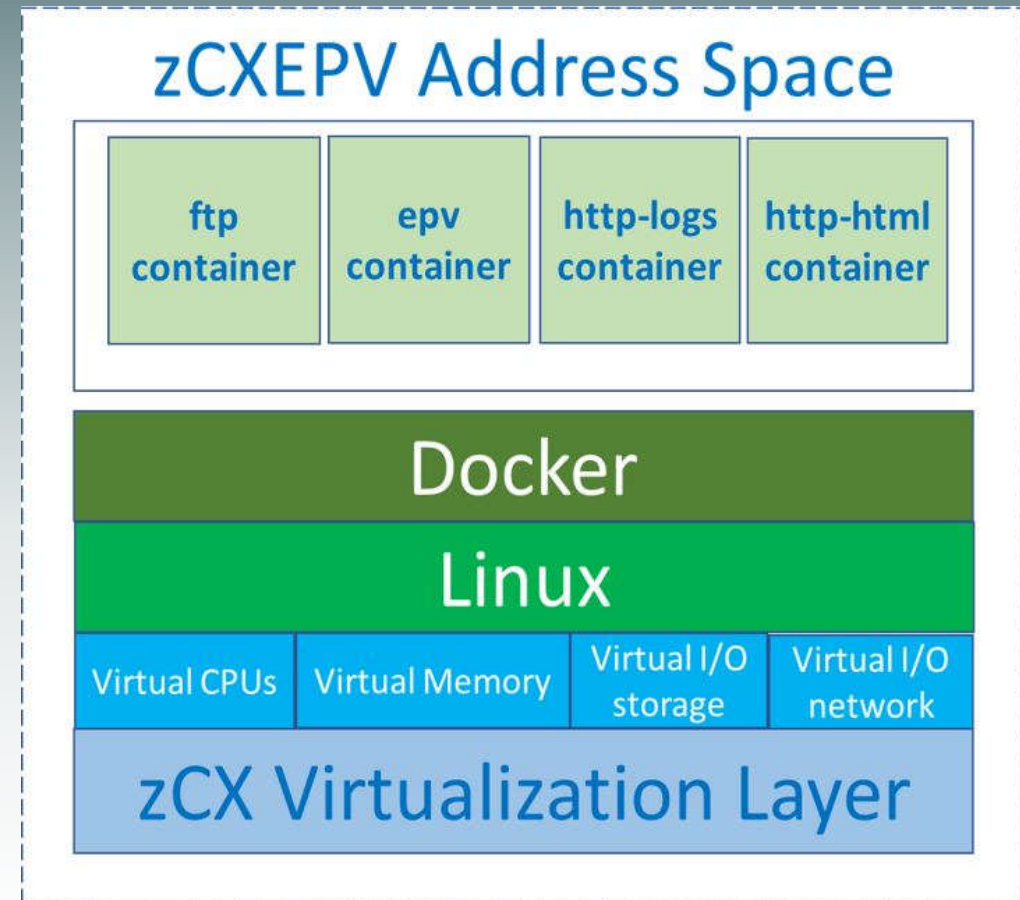 zCXEPV Address Space
ftp
container
epv
container
http-logs
container
http-html
container
Docker
Linux
Virtual CPUs
Virtual Memory
Virtual I/O
storage
Virtual I/O
network
zCX Virtualization Layer